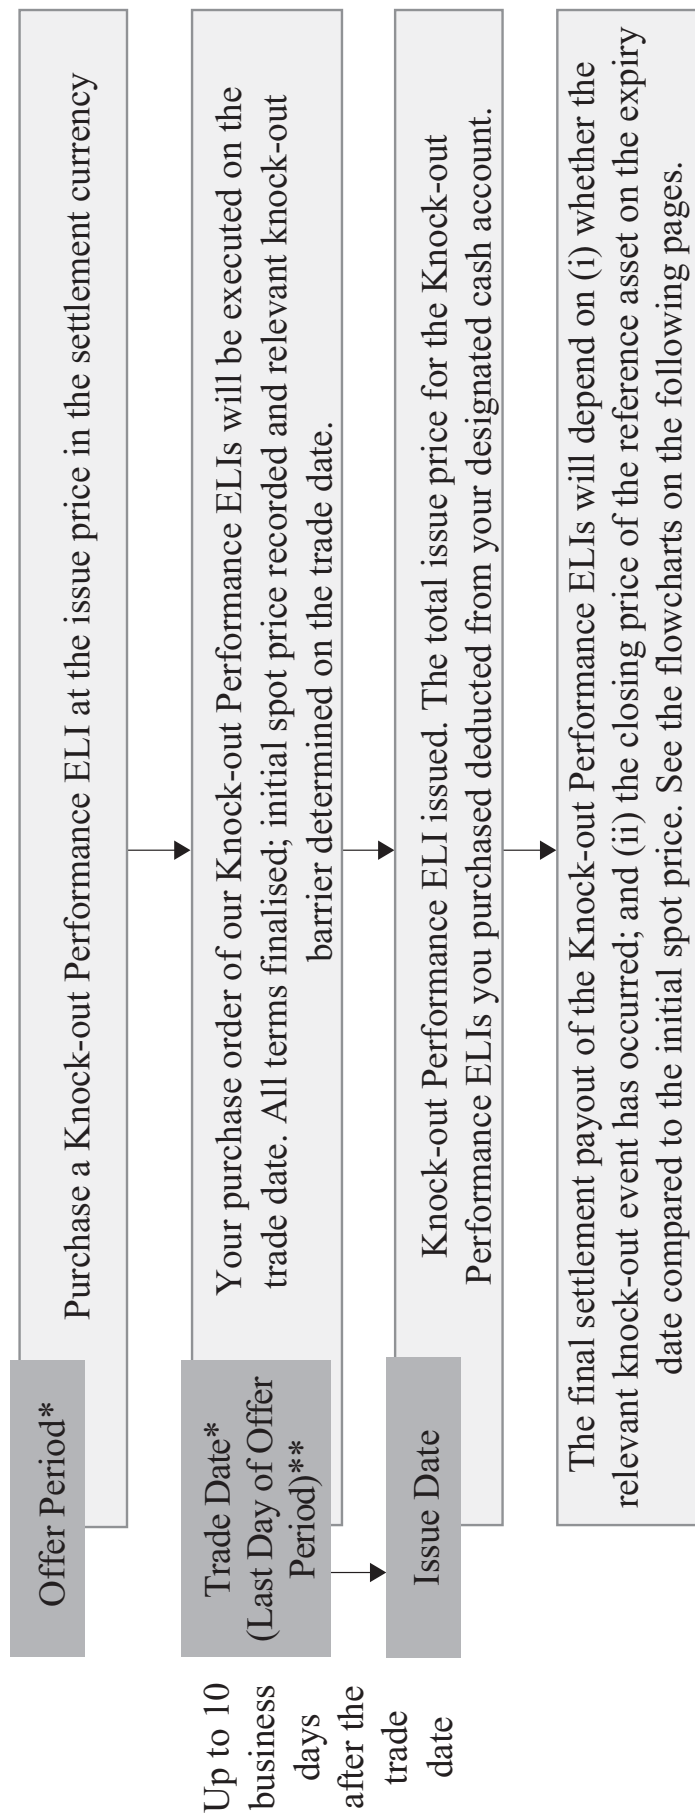 Offer Period*
Purchase a Knock-out Performance ELI at the issue price in the settlement currency
Up to 10
business
days
after the
trade
date
Trade Date*
(Last Day of Offer
Period)**
Your purchase order of our Knock-out Performance ELIs will be executed on the
trade date. All terms finalised; initial spot price recorded and relevant knock-out
barrier determined on the trade date.
Issue Date
Knock-out Performance ELI issued. The total issue price for the Knock-out
Performance ELIs you purchased deducted from your designated cash account.
The final settlement payout of the Knock-out Performance ELIs will depend on (i) whether the
relevant knock-out event has occurred; and (ii) the closing price of the reference asset on the expiry
date compared to the initial spot price. See the flowcharts on the following pages.